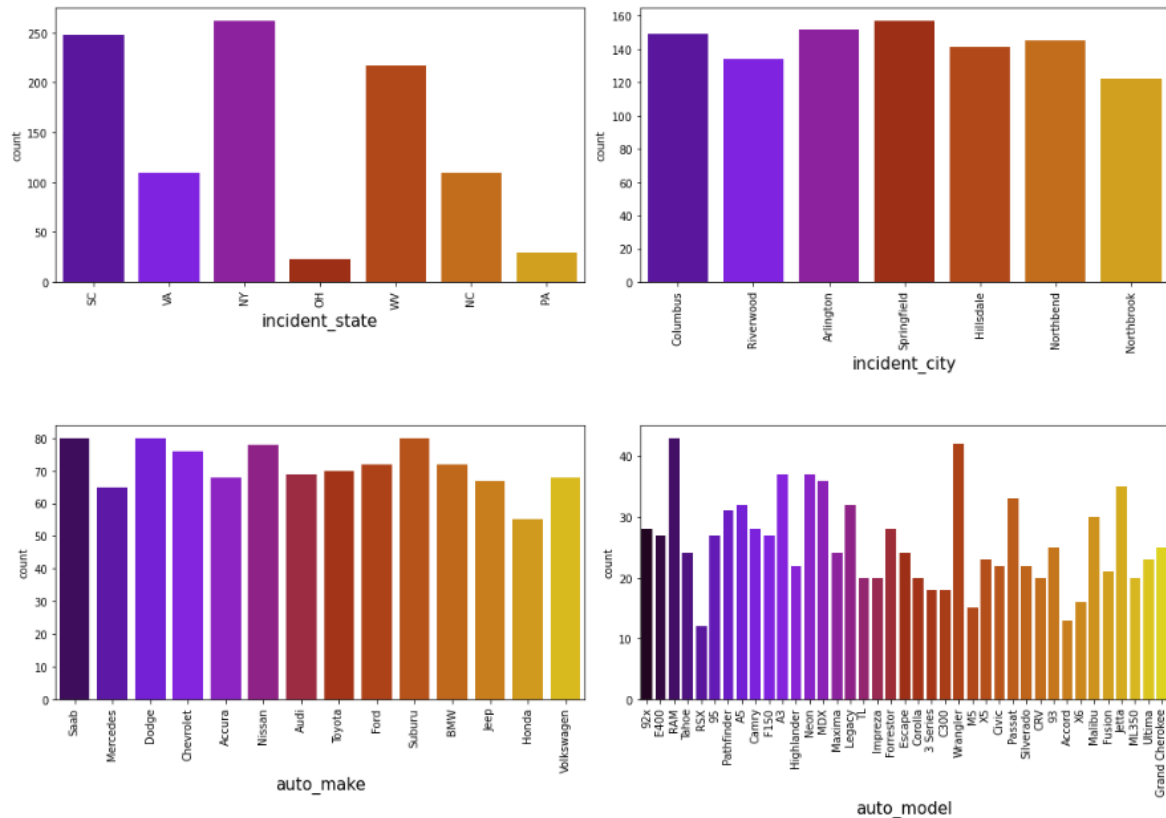 250
200
150
100
50
0
count
SC
VA
NY
OH
WV
NC
PA
incident_state
160
140
120
100
80
60
40
20
0
count
Columbus
Riverwood
Arlington
Springfield
Hillsdale
Northbend
Northbrook
incident_city
80
70
60
50
40
30
20
10
0
count
Saab
Mercedes
Dodge
Chevrolet
Accura
Nissan
Audi
Toyota
Ford
Suburu
BMW
Jeep
Honda
Volkswagen
auto_make
40
30
20
10
0
count
92x
E400
RAM
Tahoe
RSX
95
Pathfinder
A5
Camry
F150
A3
Highlander
Neon
MDX
Maxima
Legacy
TL
Impreza
Forrestor
Escape
Corolla
3 Series
C300
Wrangler
M5
X5
Civic
Passat
Silverado
CRV
93
Accord
X6
Malibu
Fusion
Jetta
ML350
Ultima
Grand Cherokee
auto_model